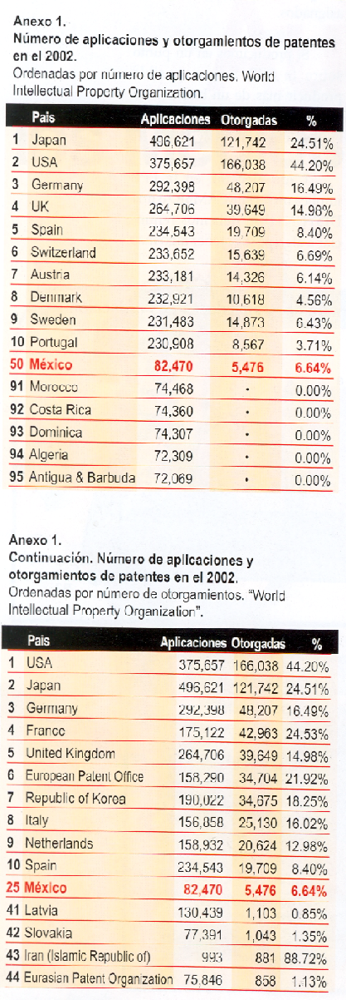 Anexo 1.
Número de aplicaciones y otorgamientos de patentes
en el 2002.
Ordenadas por número de aplicaciones. World
Intellectual Property Organization.
País Aplicaciones Otorgadas %
1 Japan 496,621 121,742 24.51%
2 USA 375,657 166,038 44.20%
3 Germany 292,398 48,207 16.49%
4 UK 264,706 39,649 14.98%
5 Spain 234,543 19,709 8.40%
6 Switzerland 233,652 15,639 6.69%
7 Austria 233,181 14,326 6.14%
8 Denmark 232,921 10,618 4.56%
9 Sweden 231,483 14,873 6.43%
10 Portugal 230,908 8,567 3.71%
50 México 82,470 5,476 6.64%
91 Morocco 74,468 • 0.00%
92 Costa Rica 74,360 • 0.00%
93 Dominica 74,307 • 0.00%
94 Algeria 72,309 • 0.00%
95 Antigua & Barbuda 72,069 • 0.00%
Anexo 1.
Continuación. Número de aplicaciones y
otorgamientos de patentes en el 2002.
Ordenadas por número de otorgamientos. “World
Intellectual Property Organization”.
País Aplicaciones Otorgadas %
1 USA 375,657 166,038 44.20%
2 Japan 496,621 121,742 24.51%
3 Germany 292,398 48,207 16.49%
4 France 175,122 42,963 24.53%
5 United Kingdom 264,706 39,649 14.98%
6 European Patent Office 158,290 34,704 21.92%
7 Republic of Korea 190,022 34,675 18.25%
8 Italy 156,858 25,130 16.02%
9 Netherlands 158,932 20,624 12.98%
10 Spain 234,543 19,709 8.40%
25 México 82,470 5,476 6.64%
41 Latvia 130,439 1,103 0.85%
42 Slovakia 77,391 1,043 1.35%
43 Iran (Islamic Republic of) 993 881 88.72%
44 Eurasian Patent Organization 75,846 858 1.13%